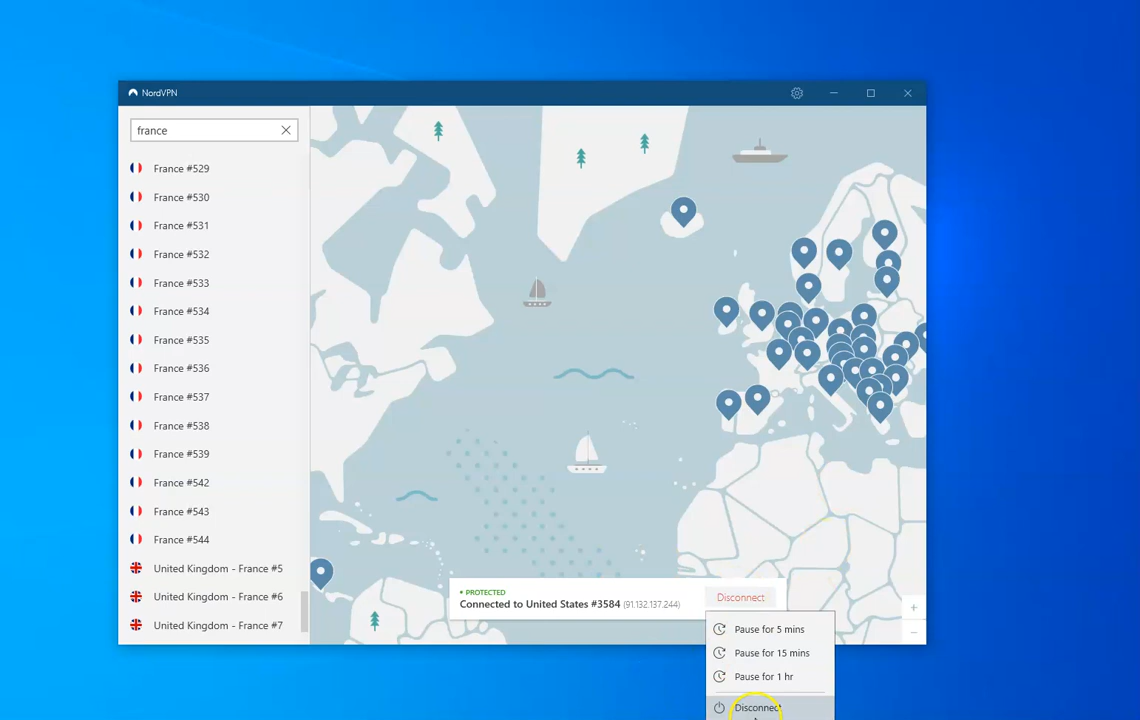 NordVPN
france
France #529
France #530
France #531
France #532
France #533
France #534
France #535
France #536
France #537
France #538
France #539
France #542
France #543
France #544
United Kingdom - France #5
United Kingdom - France #6
United Kingdom - France #7
PROTECTED
Connected to United States #3584 (91.132.137.244)
Disconnect
Pause for 5 mins
Pause for 15 mins
Pause for 1 hr
Disconnect